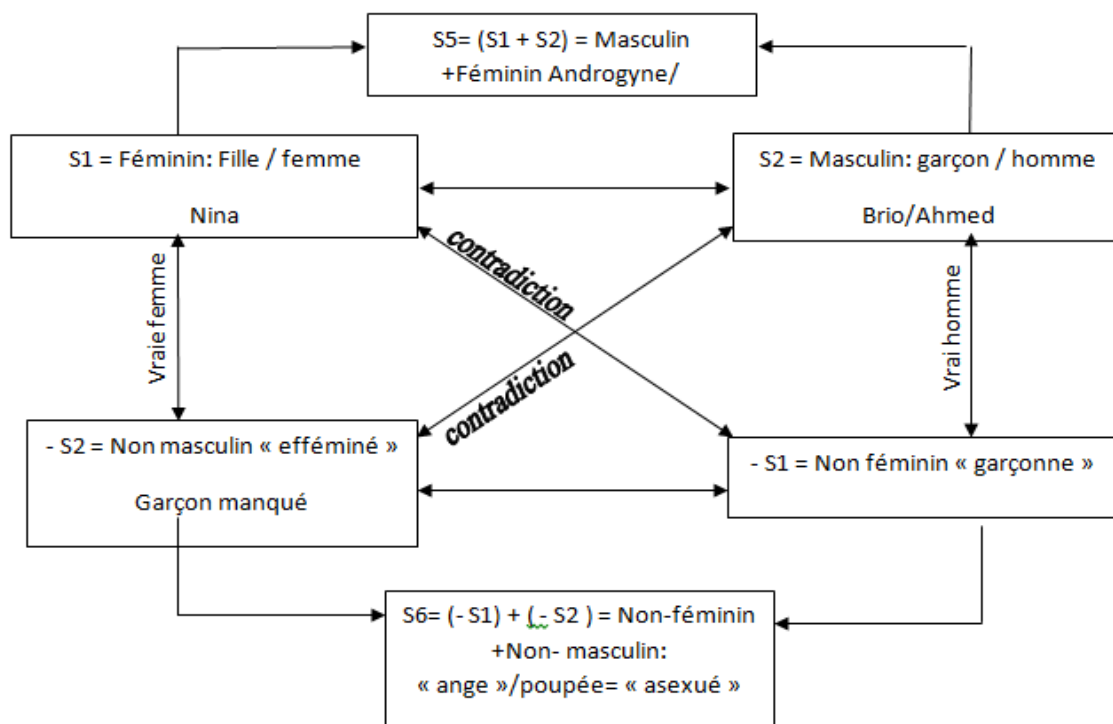 S5= (S1 + S2) = Masculin
+Féminin Androgyne/
S1 = Féminin: Fille / femme
Nina
S2 = Masculin: garçon / homme
Brio/Ahmed
contradiction
contradiction
Vraie femme
Vrai homme
- S2 = Non masculin « efféminé »
Garçon manqué
- S1 = Non féminin « garçonne »
S6= (- S1) + ( - S2 ) = Non-féminin
+Non- masculin:
« ange »/poupée= « asexué »